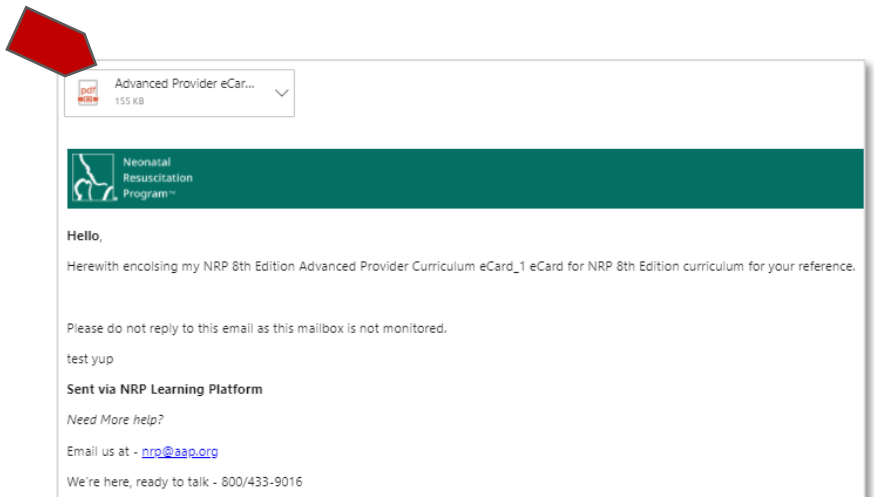 Advanced Provider eCar...
155 KB
pdf
Neonatal
Resuscitation
Program™
Hello,
Herewith encolsing my NRP 8th Edition Advanced Provider Curriculum eCard_1 eCard for NRP 8th Edition curriculum for your reference.
Please do not reply to this email as this mailbox is not monitored.
test yup
Sent via NRP Learning Platform
Need More help?
Email us at - nrp@aap.org
We're here, ready to talk - 800/433-9016